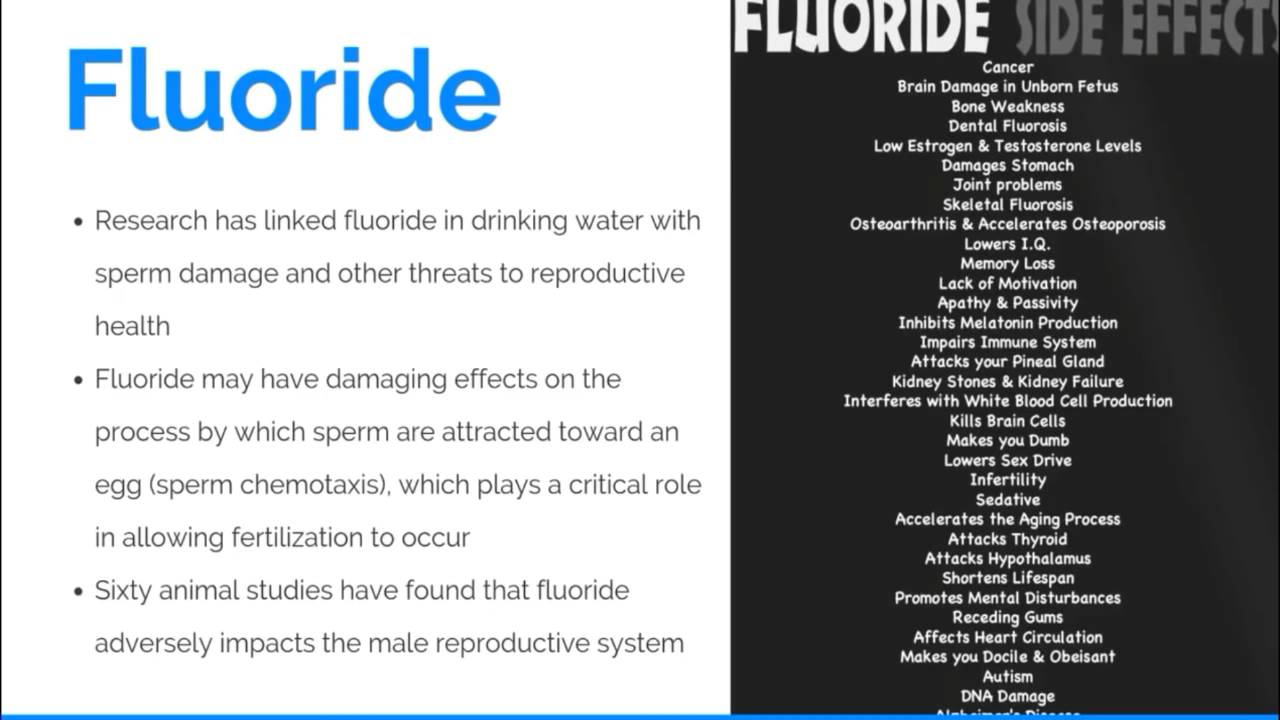 Fluoride
• Research has linked fluoride in drinking water with
sperm damage and other threats to reproductive
health
• Fluoride may have damaging effects on the
process by which sperm are attracted toward an
egg (sperm chemotaxis), which plays a critical role
in allowing fertilization to occur
• Sixty animal studies have found that fluoride
adversely impacts the male reproductive system
FLUORIDE SIDE EFFECTS
Cancer
Brain Damage in Unborn Fetus
Bone Weakness
Dental Fluorosis
Low Estrogen & Testosterone Levels
Damages Stomach
Joint problems
Skeletal Fluorosis
Osteoarthritis & Accelerates Osteoporosis
Lowers I.Q.
Memory Loss
Lack of Motivation
Apathy & Passivity
Inhibits Melatonin Production
Impairs Immune System
Attacks your Pineal Gland
Kidney Stones & Kidney Failure
Interferes with White Blood Cell Production
Kills Brain Cells
Makes you Dumb
Lowers Sex Drive
Infertility
Sedative
Accelerates the Aging Process
Attacks Thyroid
Attacks Hypothalamus
Shortens Lifespan
Promotes Mental Disturbances
Receding Gums
Affects Heart Circulation
Makes you Docile & Obeisant
Autism
DNA Damage